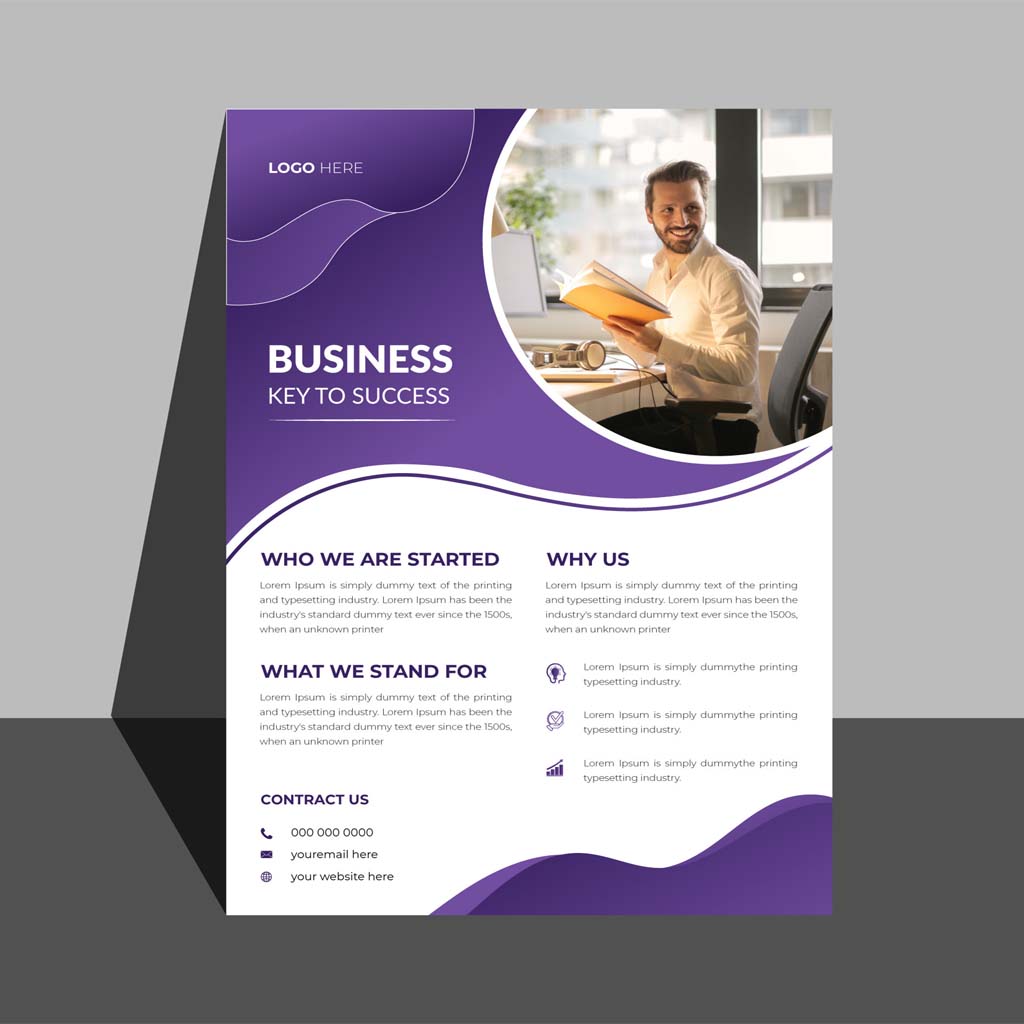 LOGO HERE
BUSINESS
KEY TO SUCCESS
WHO WE ARE STARTED
Lorem Ipsum is simply dummy text of the printing
and typesetting industry. Lorem Ipsum has been the
industry's standard dummy text ever since the 1500s,
when an unknown printer
WHAT WE STAND FOR
Lorem Ipsum is simply dummy text of the printing
and typesetting industry. Lorem Ipsum has been the
industry's standard dummy text ever since the 1500s,
when an unknown printer
CONTRACT US
000 000 0000
youremail here
your website here
WHY US
Lorem Ipsum is simply dummy text of the printing
and typesetting industry. Lorem Ipsum has been the
industry's standard dummy text ever since the 1500s,
when an unknown printer
Lorem Ipsum is simply dummythe printing
typesetting industry.
Lorem Ipsum is simply dummythe printing
typesetting industry.
Lorem Ipsum is simply dummythe printing
typesetting industry.